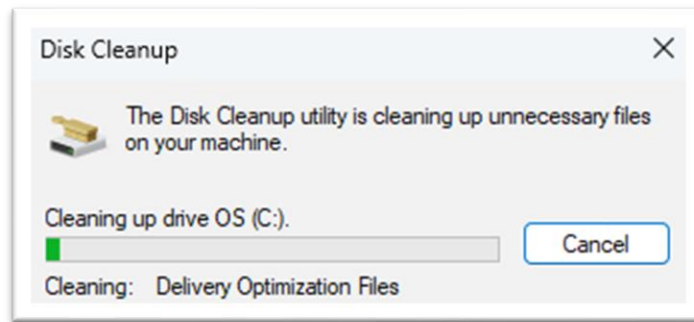 Disk Cleanup
The Disk Cleanup utility is cleaning up unnecessary files
on your machine.
Cleaning up drive OS (C:).
Cancel
Cleaning: Delivery Optimization Files